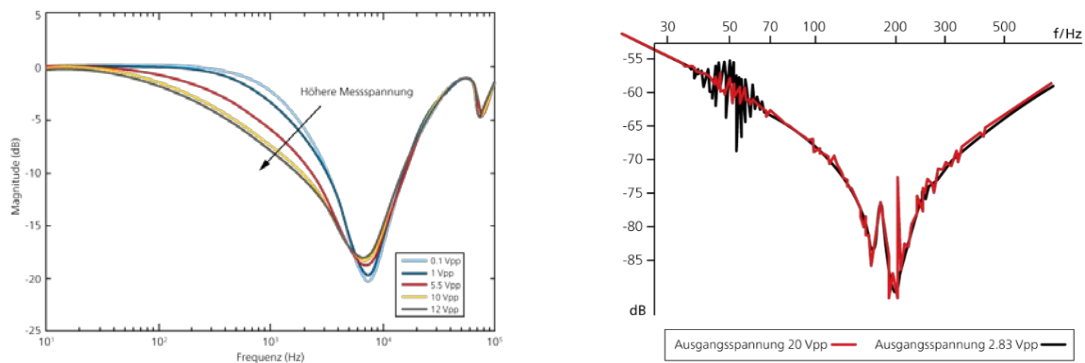 5
0
-5
-10
-15
-20
-25
Magnitude (dB)
Höhere Messspannung
0.1 Vpp
1 Vpp
5.5 Vpp
10 Vpp
12 Vpp
10¹ 10² 10³ 10⁴ 10⁵
Frequenz (Hz)
30 50 70 100 200 300 500 f/Hz
-55
-60
-65
-70
-75
-80
-85
dB
Ausgangsspannung 20 Vpp Ausgangsspannung 2.83 Vpp